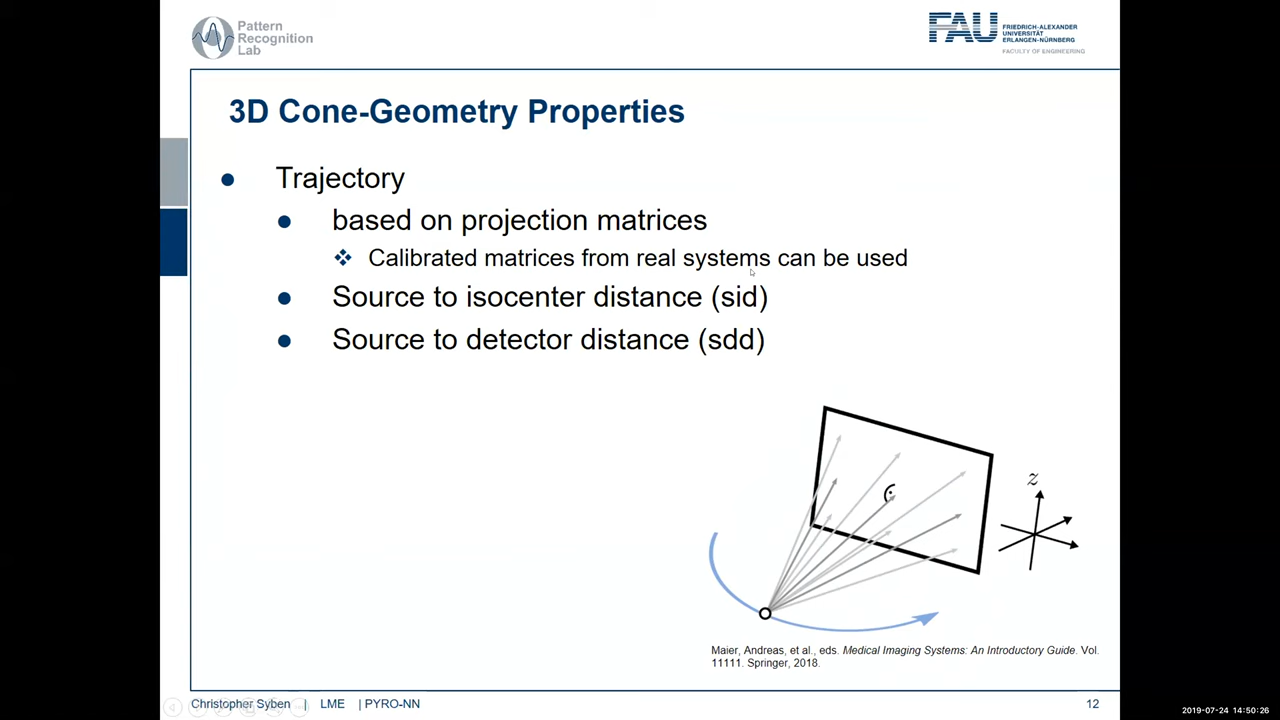 Pattern
Recognition
Lab
FAU
FRIEDRICH-ALEXANDER
UNIVERSITÄT
ERLANGEN-NÜRNBERG
FACULTY OF ENGINEERING
3D Cone-Geometry Properties
Trajectory
based on projection matrices
Calibrated matrices from real systems can be used
Source to isocenter distance (sid)
Source to detector distance (sdd)
z
Maier, Andreas, et al., eds. Medical Imaging Systems: An Introductory Guide. Vol.
11111. Springer, 2018.
Christopher Syben | LME | PYRO-NN
12
2019-07-24 14:50:26